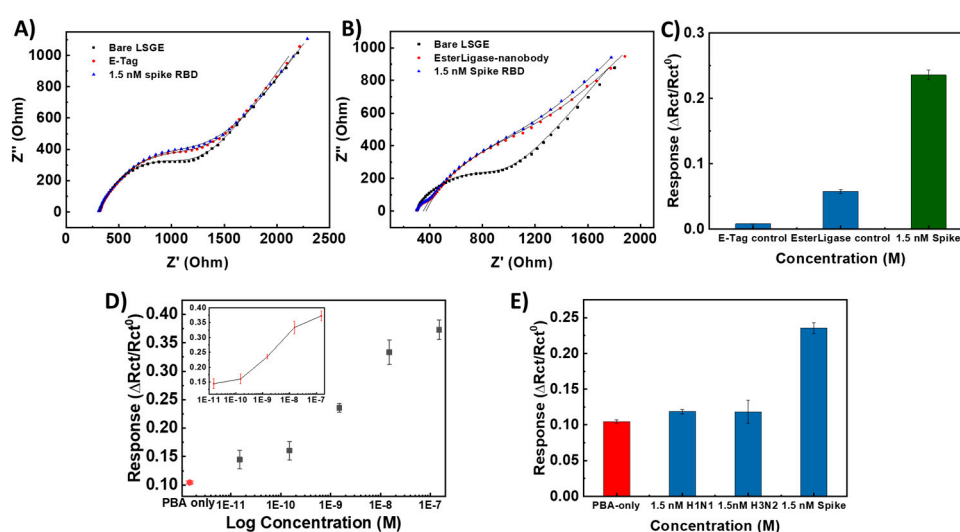 A)
Bare LSGE
E-Tag
1.5 nM spike RBD
Z'' (Ohm)
1000
800
600
400
200
0
0 500 1000 1500 2000 2500
Z' (Ohm)
B)
Bare LSGE
EsterLigase-nanobody
1.5 nM Spike RBD
Z'' (Ohm)
1000
800
600
400
200
0
400 800 1200 1600 2000
Z' (Ohm)
C)
Response (ΔRct/Rct⁰)
0.3
0.2
0.1
0.0
E-Tag control EsterLigase control 1.5 nM Spike
Concentration (M)
D)
Response (ΔRct/Rct⁰)
0.40
0.35
0.30
0.25
0.20
0.15
0.10
0.40
0.35
0.30
0.25
0.20
0.15
1E-11 1E-10 1E-9 1E-8 1E-7
PBA only 1E-11 1E-10 1E-9 1E-8 1E-7
Log Concentration (M)
E)
Response (ΔRct/Rct⁰)
0.25
0.20
0.15
0.10
0.05
0.00
PBA-only 1.5 nM H1N1 1.5nM H3N2 1.5 nM Spike
Concentration (M)